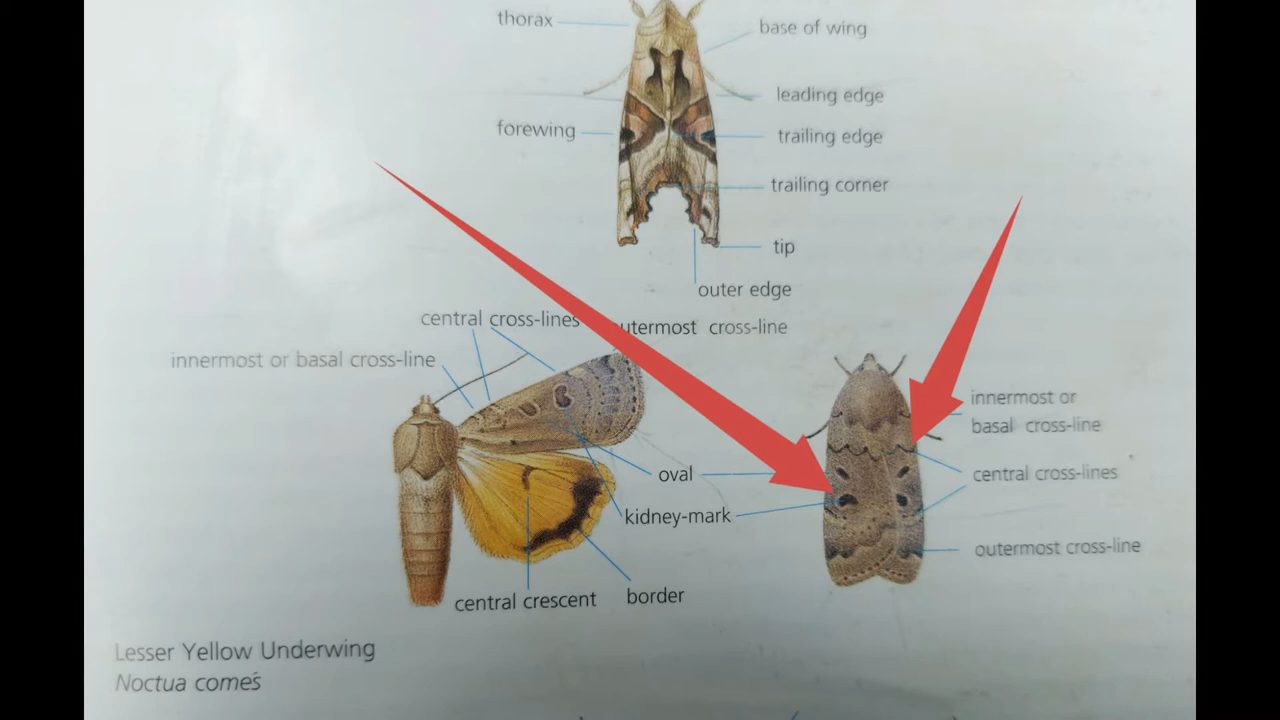 thorax
base of wing
leading edge
forewing
trailing edge
trailing corner
tip
outer edge
central cross-lines
utermost cross-line
innermost or basal cross-line
innermost or
basal cross-line
oval
central cross-lines
kidney-mark
outermost cross-line
central crescent
border
Lesser Yellow Underwing
Noctua comes